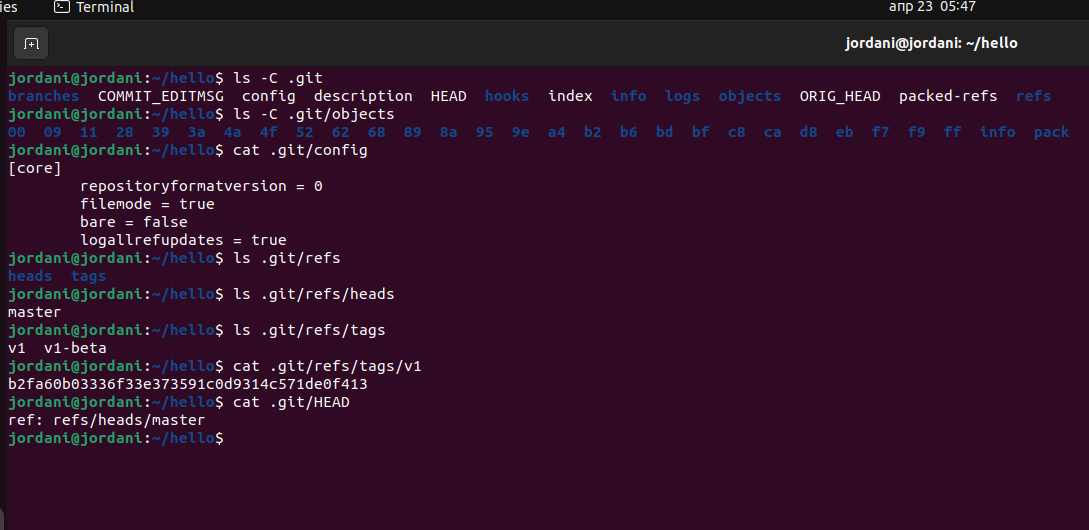 ies Terminal апр 23 05:47
jordani@jordani: ~/hello
jordani@jordani:~/hello$ ls -C .git
branches COMMIT_EDITMSG config description HEAD hooks index info logs objects ORIG_HEAD packed-refs refs
jordani@jordani:~/hello$ ls -C .git/objects
00 09 11 28 39 3a 4a 4f 52 62 68 89 8a 95 9e a4 b2 b6 bd bf c8 ca d8 eb f7 f9 ff info pack
jordani@jordani:~/hello$ cat .git/config
[core]
        repositoryformatversion = 0
        filemode = true
        bare = false
        logallrefupdates = true
jordani@jordani:~/hello$ ls .git/refs
heads tags
jordani@jordani:~/hello$ ls .git/refs/heads
master
jordani@jordani:~/hello$ ls .git/refs/tags
v1 v1-beta
jordani@jordani:~/hello$ cat .git/refs/tags/v1
b2fa60b03336f33e373591c0d9314c571de0f413
jordani@jordani:~/hello$ cat .git/HEAD
ref: refs/heads/master
jordani@jordani:~/hello$